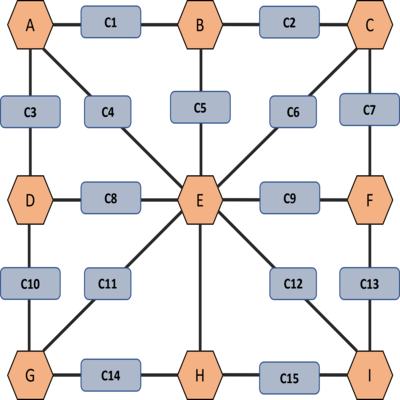 A C1 B C2 C
C3 C4 C5 C6 C7
D C8 E C9 F
C10 C11 C12 C13
G C14 H C15 I